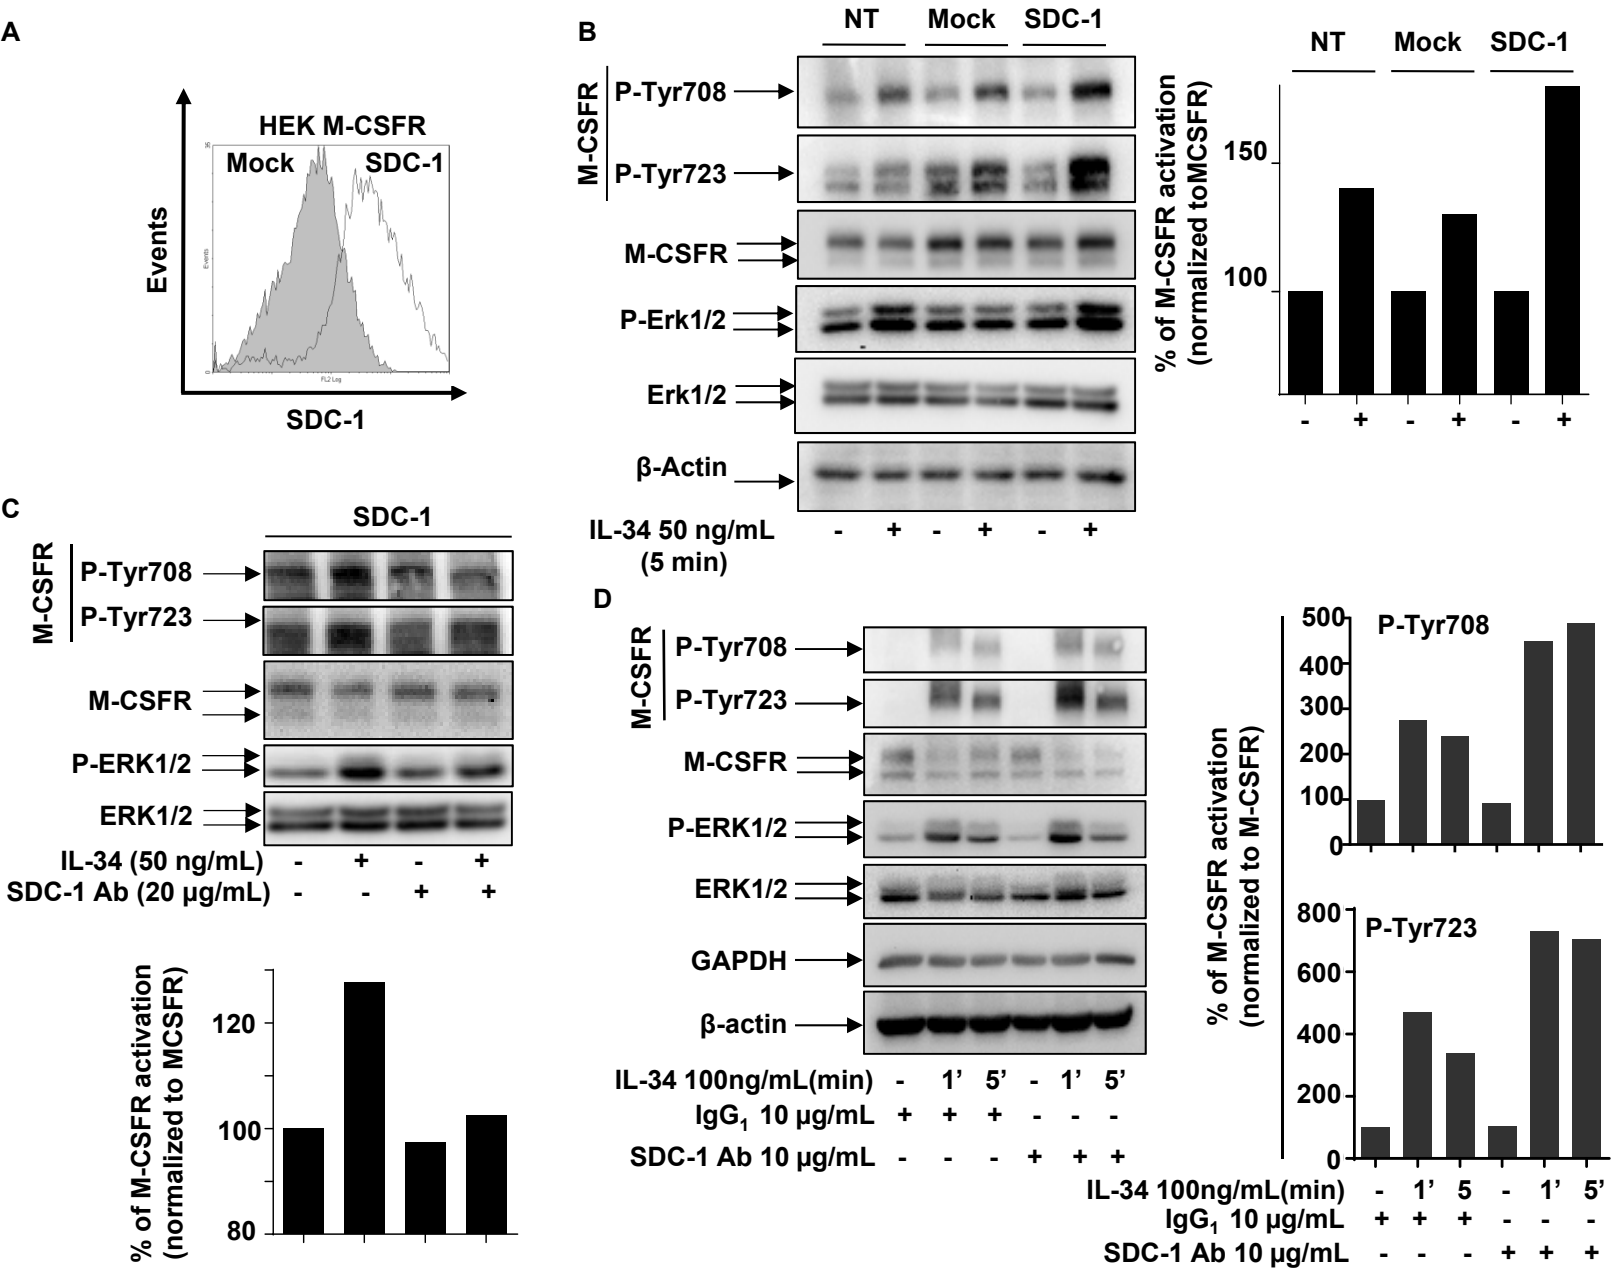 A
HEK M-CSFR
Mock SDC-1
Events
Events
FL2 Log
SDC-1
B
NT Mock SDC-1
M-CSFR
P-Tyr708
P-Tyr723
M-CSFR
P-Erk1/2
Erk1/2
β-Actin
IL-34 50 ng/mL - + - + - +
(5 min)
NT Mock SDC-1
% of M-CSFR activation
(normalized toMCSFR)
150
100
- + - + - +
C
SDC-1
M-CSFR
P-Tyr708
P-Tyr723
M-CSFR
P-ERK1/2
ERK1/2
IL-34 (50 ng/mL) - + - +
SDC-1 Ab (20 µg/mL) - - + +
% of M-CSFR activation
(normalized to MCSFR)
120
100
80
D
M-CSFR
P-Tyr708
P-Tyr723
M-CSFR
P-ERK1/2
ERK1/2
GAPDH
β-actin
IL-34 100ng/mL(min) - 1’ 5’ - 1’ 5’
IgG1 10 µg/mL + + + - - -
SDC-1 Ab 10 µg/mL - - - + + +
% of M-CSFR activation
(normalized to M-CSFR)
P-Tyr708
500
400
300
200
100
0
P-Tyr723
800
600
400
200
0
IL-34 100ng/mL(min) - 1’ 5 - 1’ 5’
IgG1 10 µg/mL + + + - - -
SDC-1 Ab 10 µg/mL - - - + + +